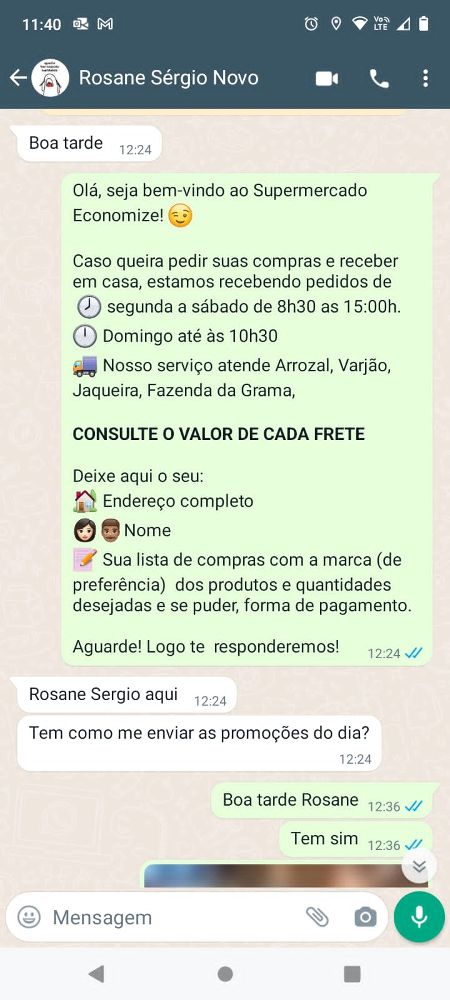 11:40
Vo))
LTE
Rosane Sérgio Novo
Boa tarde
12:24
Olá, seja bem-vindo ao Supermercado
Economize! 😉
Caso queira pedir suas compras e receber
em casa, estamos recebendo pedidos de
🕗 segunda a sábado de 8h30 as 15:00h.
🕛 Domingo até às 10h30
🚚 Nosso serviço atende Arrozal, Varjão,
Jaqueira, Fazenda da Grama,
CONSULTE O VALOR DE CADA FRETE
Deixe aqui o seu:
🏡 Endereço completo
👩🏻👨🏾 Nome
📝 Sua lista de compras com a marca (de
preferência)  dos produtos e quantidades
desejadas e se puder, forma de pagamento.
Aguarde! Logo te  responderemos!
12:24
Rosane Sergio aqui
12:24
Tem como me enviar as promoções do dia?
12:24
Boa tarde Rosane
12:36
Tem sim
12:36
Mensagem